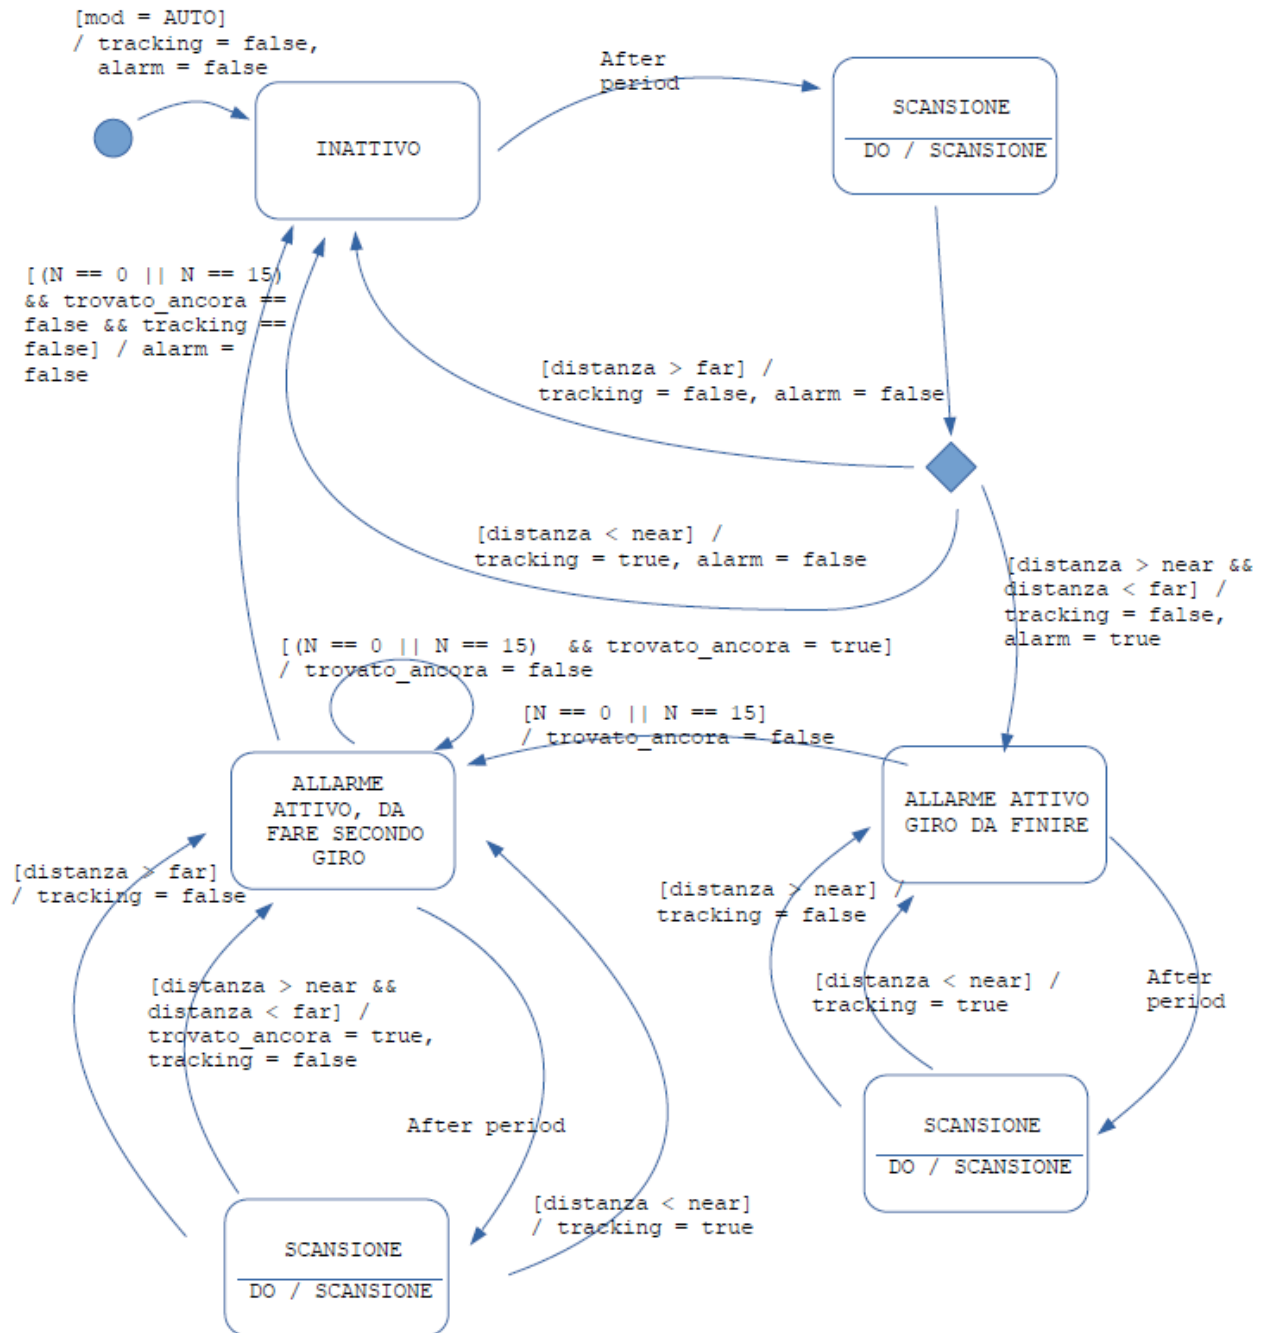 [mod = AUTO]
/ tracking = false,
alarm = false
After
period
SCANSIONE
DO / SCANSIONE
INATTIVO
[(N == 0 || N == 15)
&& trovato_ancora ==
false && tracking ==
false] / alarm =
false
[distanza > far] /
tracking = false, alarm = false
[distanza < near] /
tracking = true, alarm = false
[distanza > near &&
distanza < far] /
tracking = false,
alarm = true
[(N == 0 || N == 15)  && trovato_ancora = true]
/ trovato_ancora = false
[N == 0 || N == 15]
/ trovato_ancora = false
ALLARME
ATTIVO, DA
FARE SECONDO
GIRO
ALLARME ATTIVO
GIRO DA FINIRE
[distanza > far]
/ tracking = false
[distanza > near] /
tracking = false
[distanza > near &&
distanza < far] /
trovato_ancora = true,
tracking = false
[distanza < near] /
tracking = true
After
period
After period
SCANSIONE
DO / SCANSIONE
[distanza < near]
/ tracking = true
SCANSIONE
DO / SCANSIONE